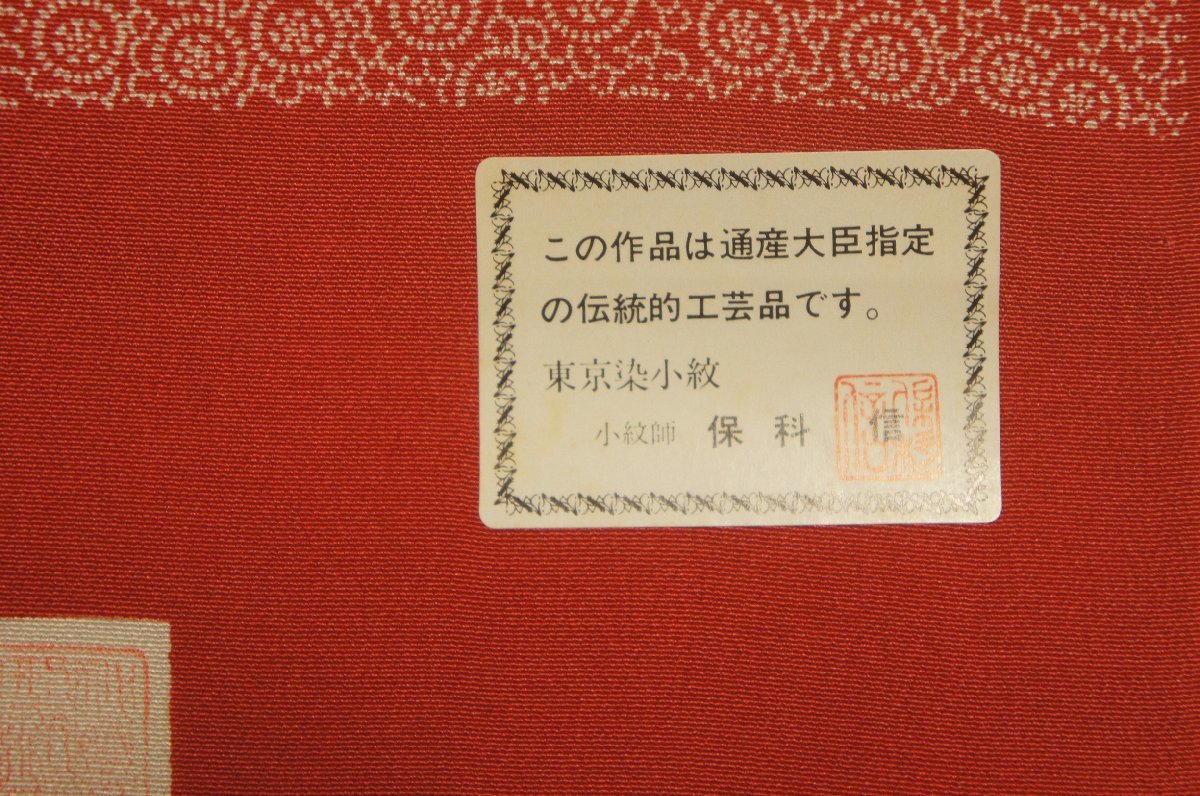 この作品は通産大臣指定
の伝統的工芸品です。
東京染小紋
小紋師 保科 信